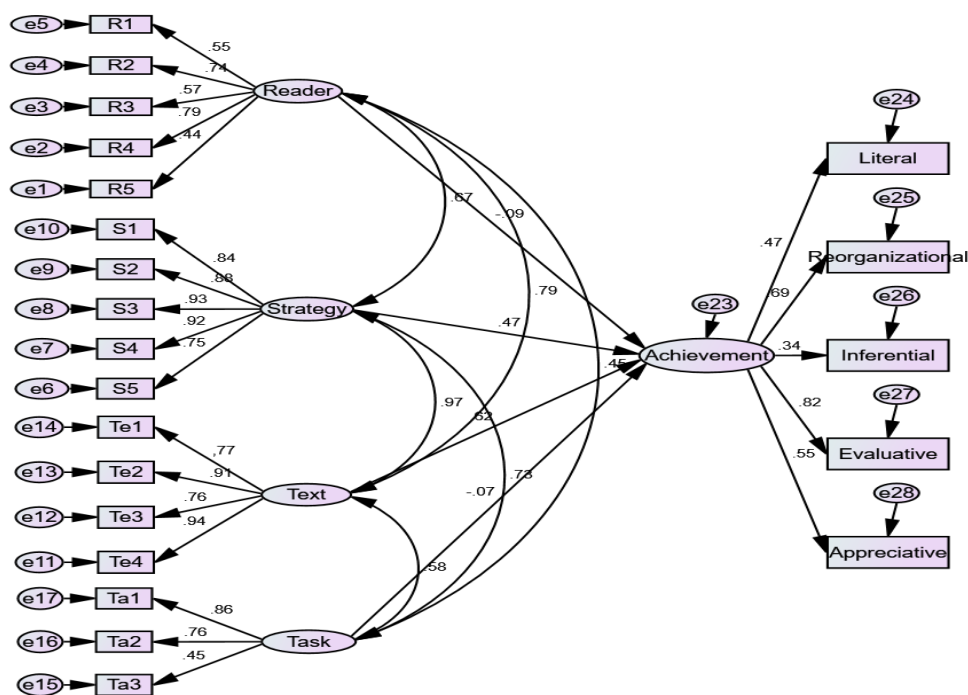 e5 R1
.55
e4 R2
.74
Reader
e3 R3
.57
.79
e2 R4
.44
e1 R5
e10 S1
.84
e9 S2
.88
e8 S3
.93
Strategy
e7 S4
.92
.75
e6 S5
e14 Te1
,77
e13 Te2
.91
Text
e12 Te3
.76
.94
e11 Te4
e17 Ta1
.86
e16 Ta2
.76
Task
.45
e15 Ta3
.67
-.09
.79
.47
.45
.62
.97
.73
-.07
.58
e23
Achievement
e24
Literal
.47
e25
Reorganizational
.69
e26
.34
Inferential
e27
.82
Evaluative
.55
e28
Appreciative